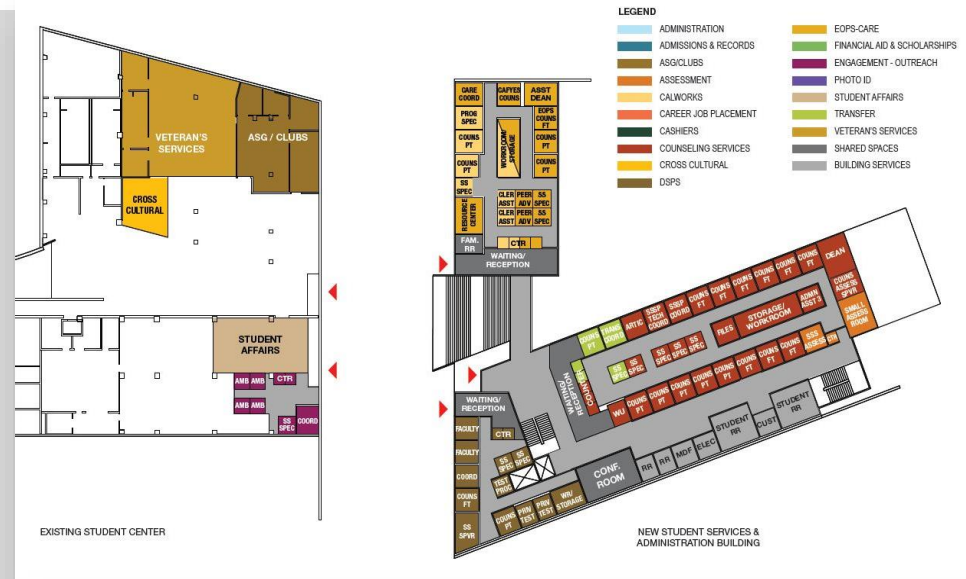 LEGEND
ADMINISTRATION
ADMISSIONS & RECORDS
ASG/CLUBS
ASSESSMENT
CALWORKS
CAREER JOB PLACEMENT
CASHIERS
COUNSELING SERVICES
CROSS CULTURAL
DSPS
EOPS-CARE
FINANCIAL AID & SCHOLARSHIPS
ENGAGEMENT - OUTREACH
PHOTO ID
STUDENT AFFAIRS
TRANSFER
VETERAN'S SERVICES
SHARED SPACES
BUILDING SERVICES
VETERAN'S
SERVICES
ASG / CLUBS
CROSS
CULTURAL
STUDENT
AFFAIRS
AMB AMB
CTR
AMB AMB
SS
SPEC
COORD
EXISTING STUDENT CENTER
CARE
COORD
CAFYES
COUNS
ASST
DEAN
PROG
SPEC
EOPS
COUNS
FT
COUNS
PT
COUNS
PT
WORKROOM/
STORAGE
COUNS
PT
COUNS
PT
SS
SPEC
RESOURCE
CENTER
CLER
ASST
PEER
ADV
SS
SPEC
CLER
ASST
PEER
ADV
SS
SPEC
FAM.
RR
CTR
WAITING/
RECEPTION
COUNS
PT
TRANS
COORD
ARTIC
SSSP
TECH
COORD
SSSP
COORD
COUNS
FT
COUNS
FT
COUNS
FT
COUNS
FT
COUNS
FT
COUNS
FT
DEAN
COUNS
ASSESS
SPVR
SMALL
ASSESS
ROOM
WAITING/
RECEPTION
COUNTER
SS
SPEC
SS
SPEC
SS
SPEC
SS
SPEC
SS
SPEC
FILES
STORAGE/
WORKROOM
ADMN
ASST 3
WU
COUNS
PT
COUNS
PT
COUNS
PT
COUNS
PT
COUNS
FT
COUNS
FT
COUNS
FT
SSS
ASSESS
CTR
WAITING/
RECEPTION
FACULTY
CTR
FACULTY
SS
SPEC
SS
SPEC
COORD
TEST
PROC
COUNS
FT
SS
SPVR
COUNS
PT
PRIV
TEST
PRIV
TEST
WR/
STORAGE
CONF.
ROOM
RR
RR
MDF
ELEC
STUDENT
RR
CUST
STUDENT
RR
NEW STUDENT SERVICES &
ADMINISTRATION BUILDING